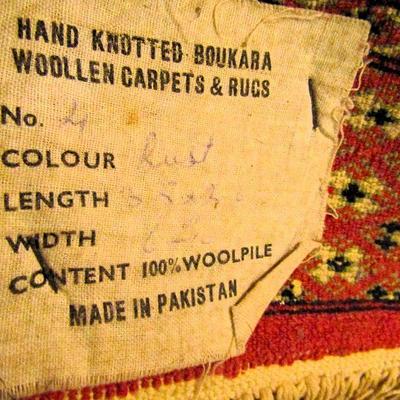 HAND KNOTTED BOUKARA
WOOLLEN CARPETS & RUGS
No.
COLOUR Rust
LENGTH
WIDTH
CONTENT 100% WOOLPILE
MADE IN PAKISTAN